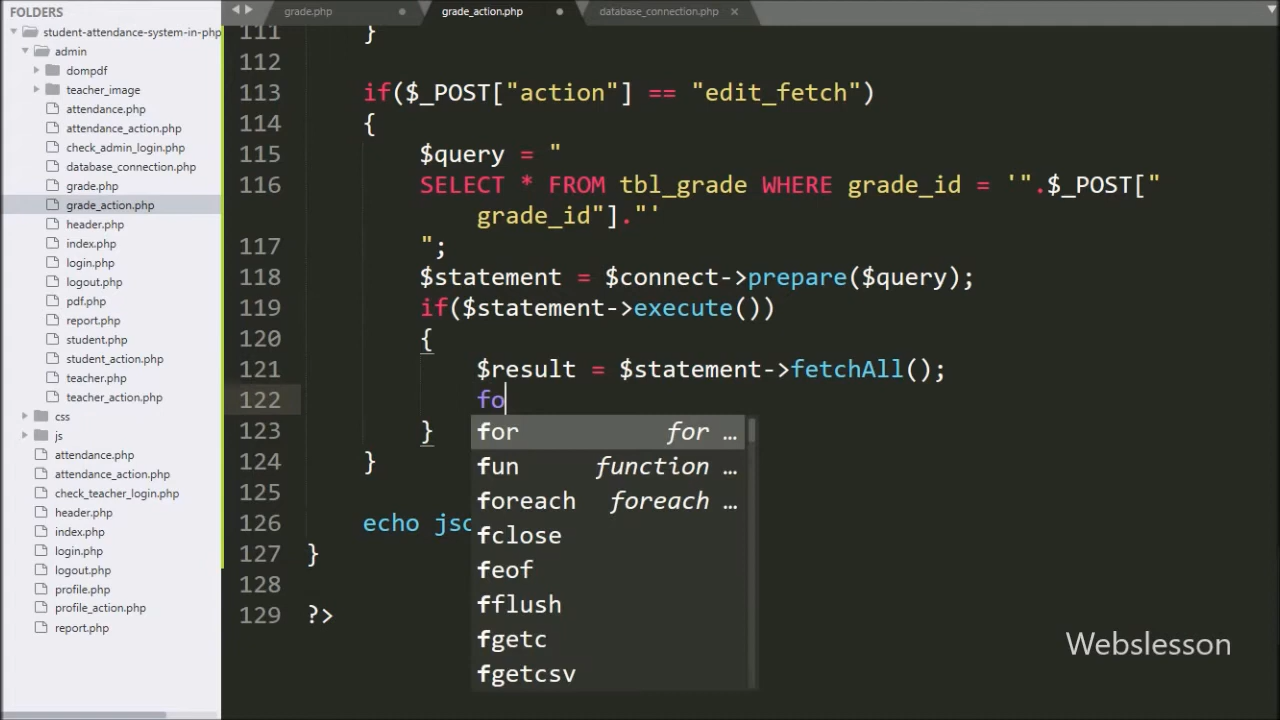 FOLDERS
student-attendance-system-in-php
admin
dompdf
teacher_image
attendance.php
attendance_action.php
check_admin_login.php
database_connection.php
grade.php
grade_action.php
header.php
index.php
login.php
logout.php
pdf.php
report.php
student.php
student_action.php
teacher.php
teacher_action.php
css
js
attendance.php
attendance_action.php
check_teacher_login.php
header.php
index.php
login.php
logout.php
profile.php
profile_action.php
report.php
grade.php grade_action.php database_connection.php
111 }
112
113 if($_POST["action"] == "edit_fetch")
114 {
115 $query = "
116 SELECT * FROM tbl_grade WHERE grade_id = '".$_POST["
grade_id"]."'
117 ";
118 $statement = $connect->prepare($query);
119 if($statement->execute())
120 {
121 $result = $statement->fetchAll();
122 fo
123 }
124 }
125
126 echo jsc
127 }
128
129 ?>
for for …
fun function …
foreach foreach …
fclose
feof
fflush
fgetc
fgetcsv
Webslesson